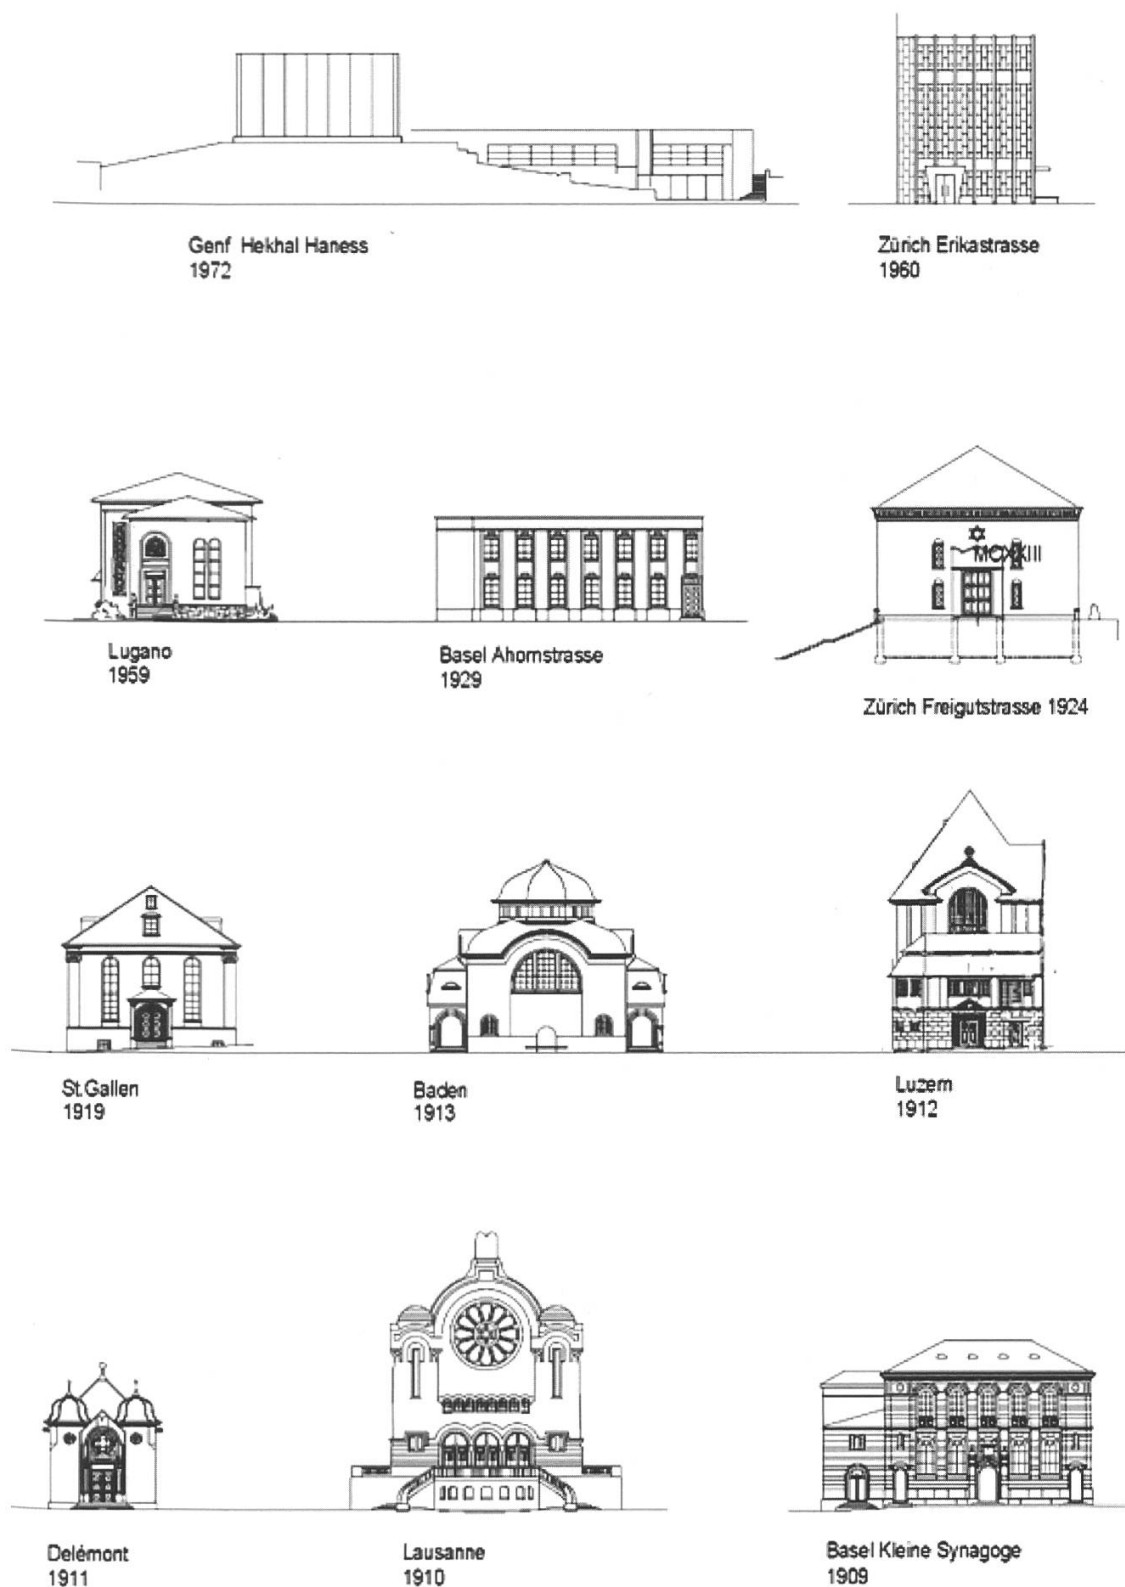 Genf Hekhal Haness
1972
Zürich Erikastrasse
1960
MCXXIII
Lugano
1959
Basel Ahornstrasse
1929
Zürich Freigutstrasse 1924
St.Gallen
1919
Baden
1913
Luzern
1912
Delémont
1911
Lausanne
1910
Basel Kleine Synagoge
1909